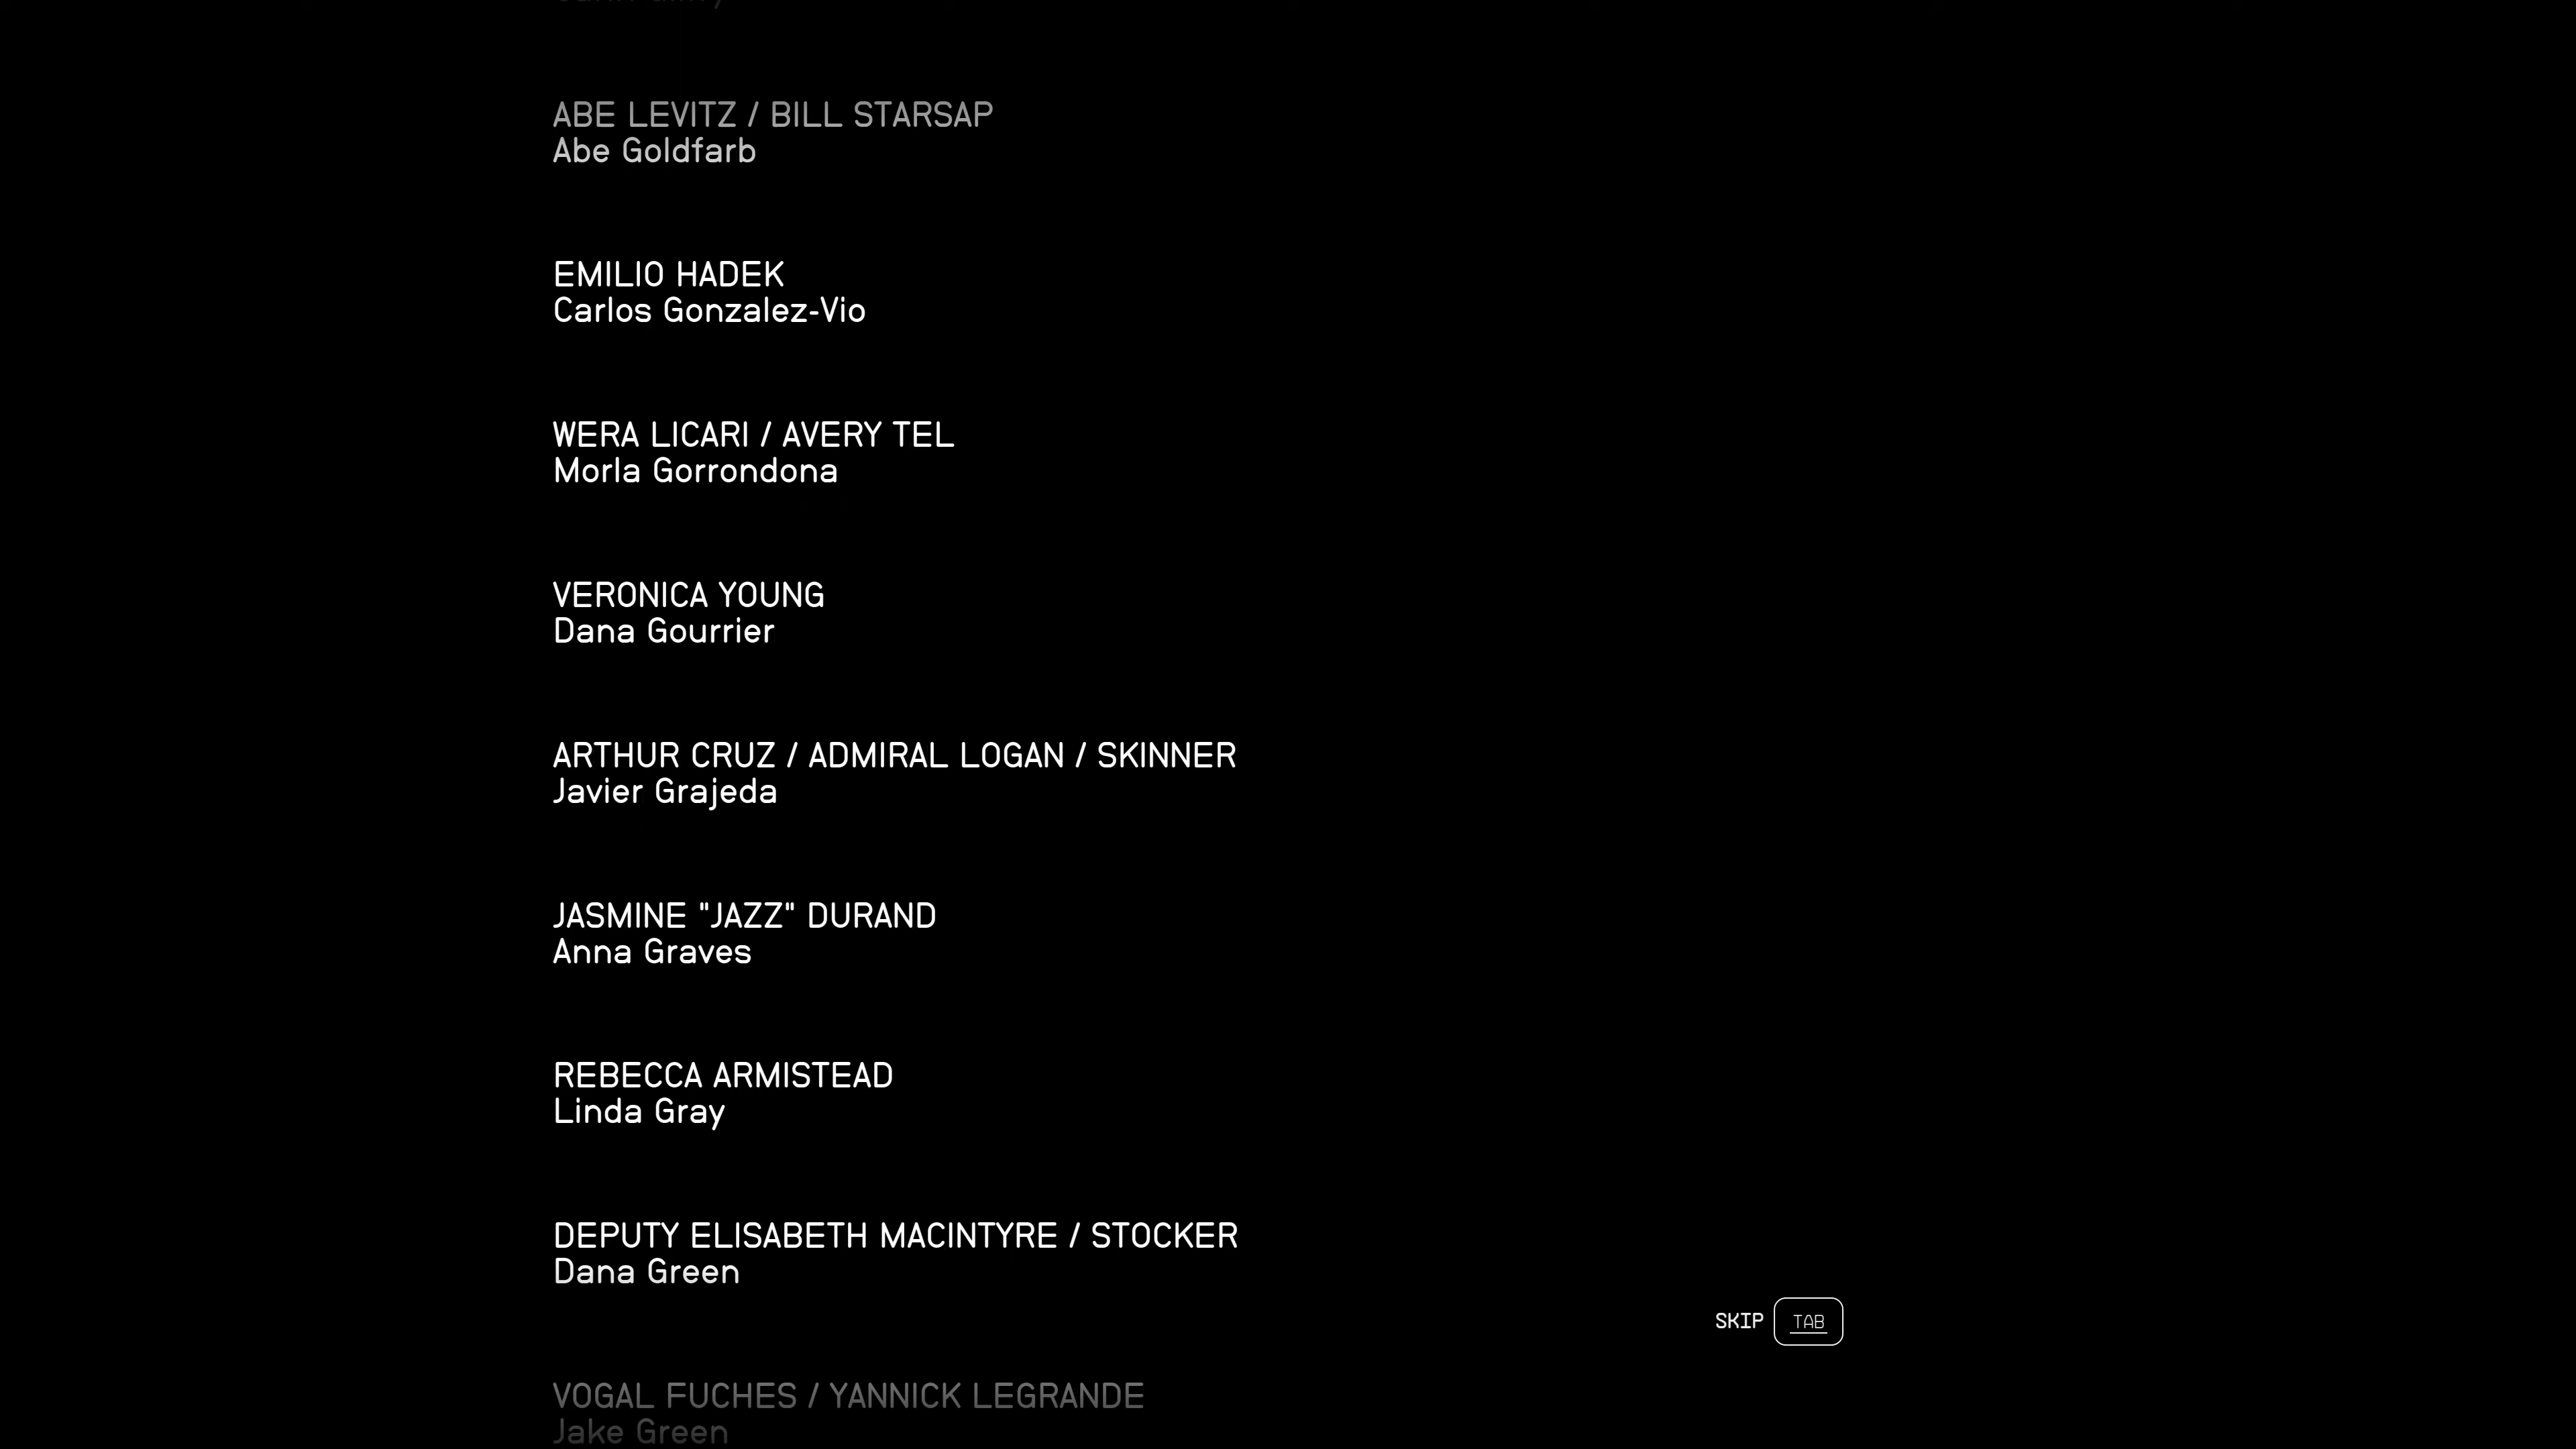 ABE LEVITZ / BILL STARSAP
Abe Goldfarb
EMILIO HADEK
Carlos Gonzalez-Vio
WERA LICARI / AVERY TEL
Morla Gorrondona
VERONICA YOUNG
Dana Gourrier
ARTHUR CRUZ / ADMIRAL LOGAN / SKINNER
Javier Grajeda
JASMINE "JAZZ" DURAND
Anna Graves
REBECCA ARMISTEAD
Linda Gray
DEPUTY ELISABETH MACINTYRE / STOCKER
Dana Green
SKIP TAB
VOGAL FUCHES / YANNICK LEGRANDE
Jake Green